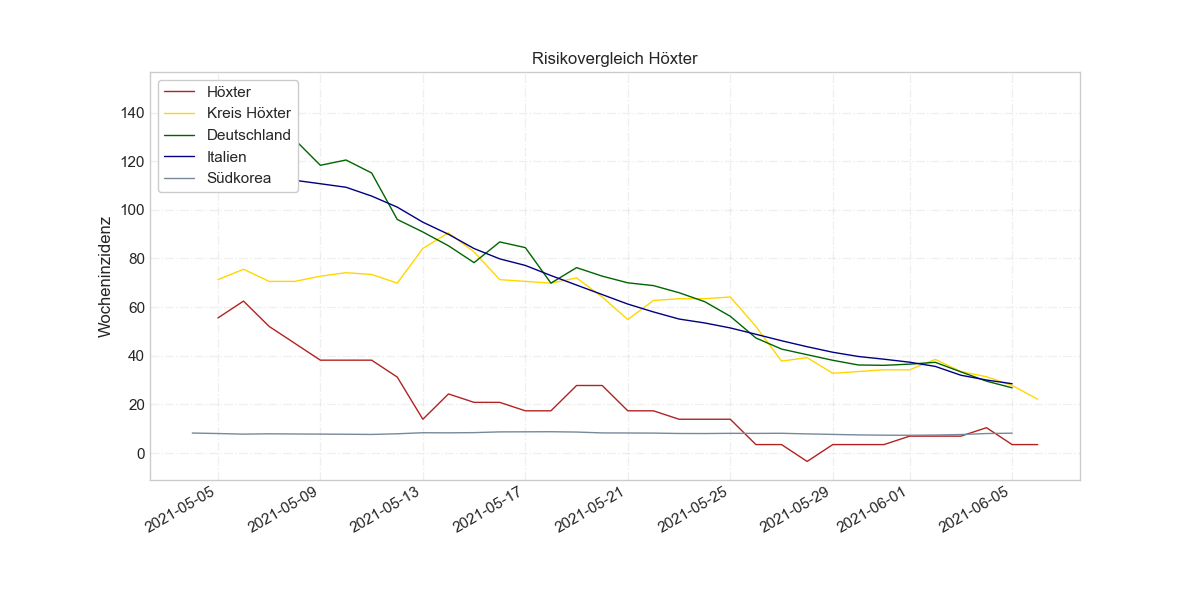 Risikovergleich Höxter
Höxter
Kreis Höxter
Deutschland
Italien
Südkorea
Wocheninzidenz
140
120
100
80
60
40
20
0
2021-05-05
2021-05-09
2021-05-13
2021-05-17
2021-05-21
2021-05-25
2021-05-29
2021-06-01
2021-06-05